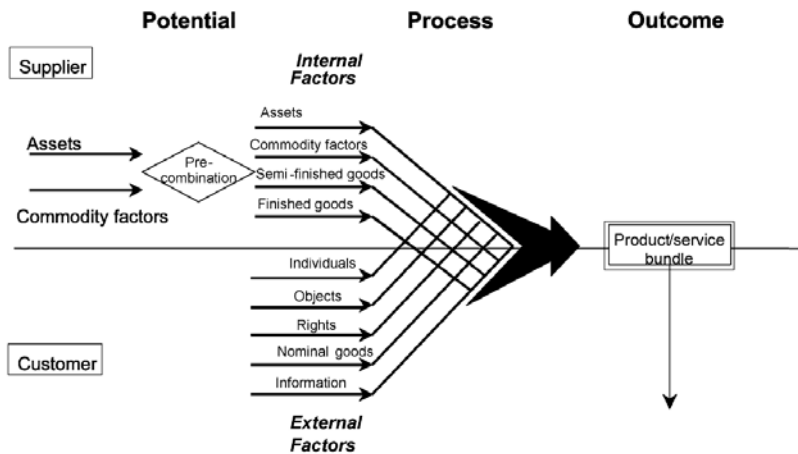 Potential
Process
Outcome
Supplier
Internal
Factors
Assets
Commodity factors
Pre-
combination
Assets
Commodity factors
Semi-finished goods
Finished goods
Product/service
bundle
Individuals
Objects
Rights
Nominal goods
Information
Customer
External
Factors